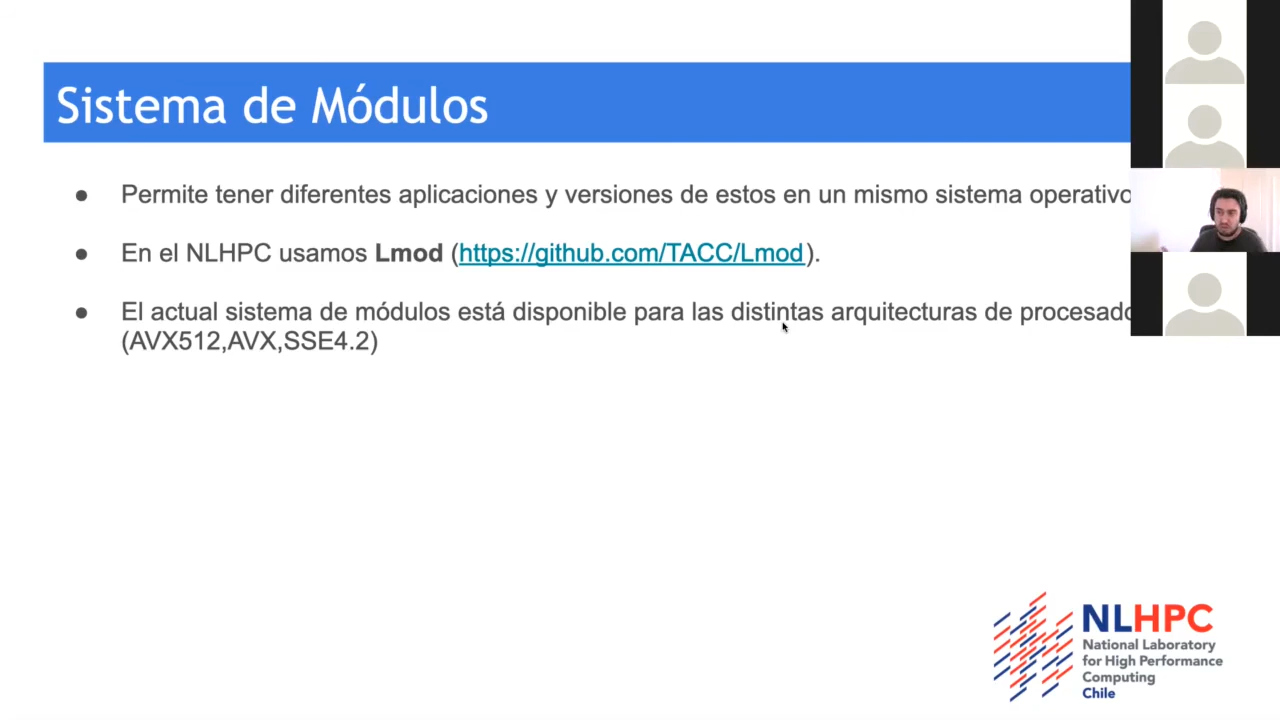 Sistema de Módulos
● Permite tener diferentes aplicaciones y versiones de estos en un mismo sistema operativo
● En el NLHPC usamos Lmod (https://github.com/TACC/Lmod).
● El actual sistema de módulos está disponible para las distintas arquitecturas de
(AVX512,AVX,SSE4.2)
NLHPC
National Laboratory
for High Performance
Computing
Chile